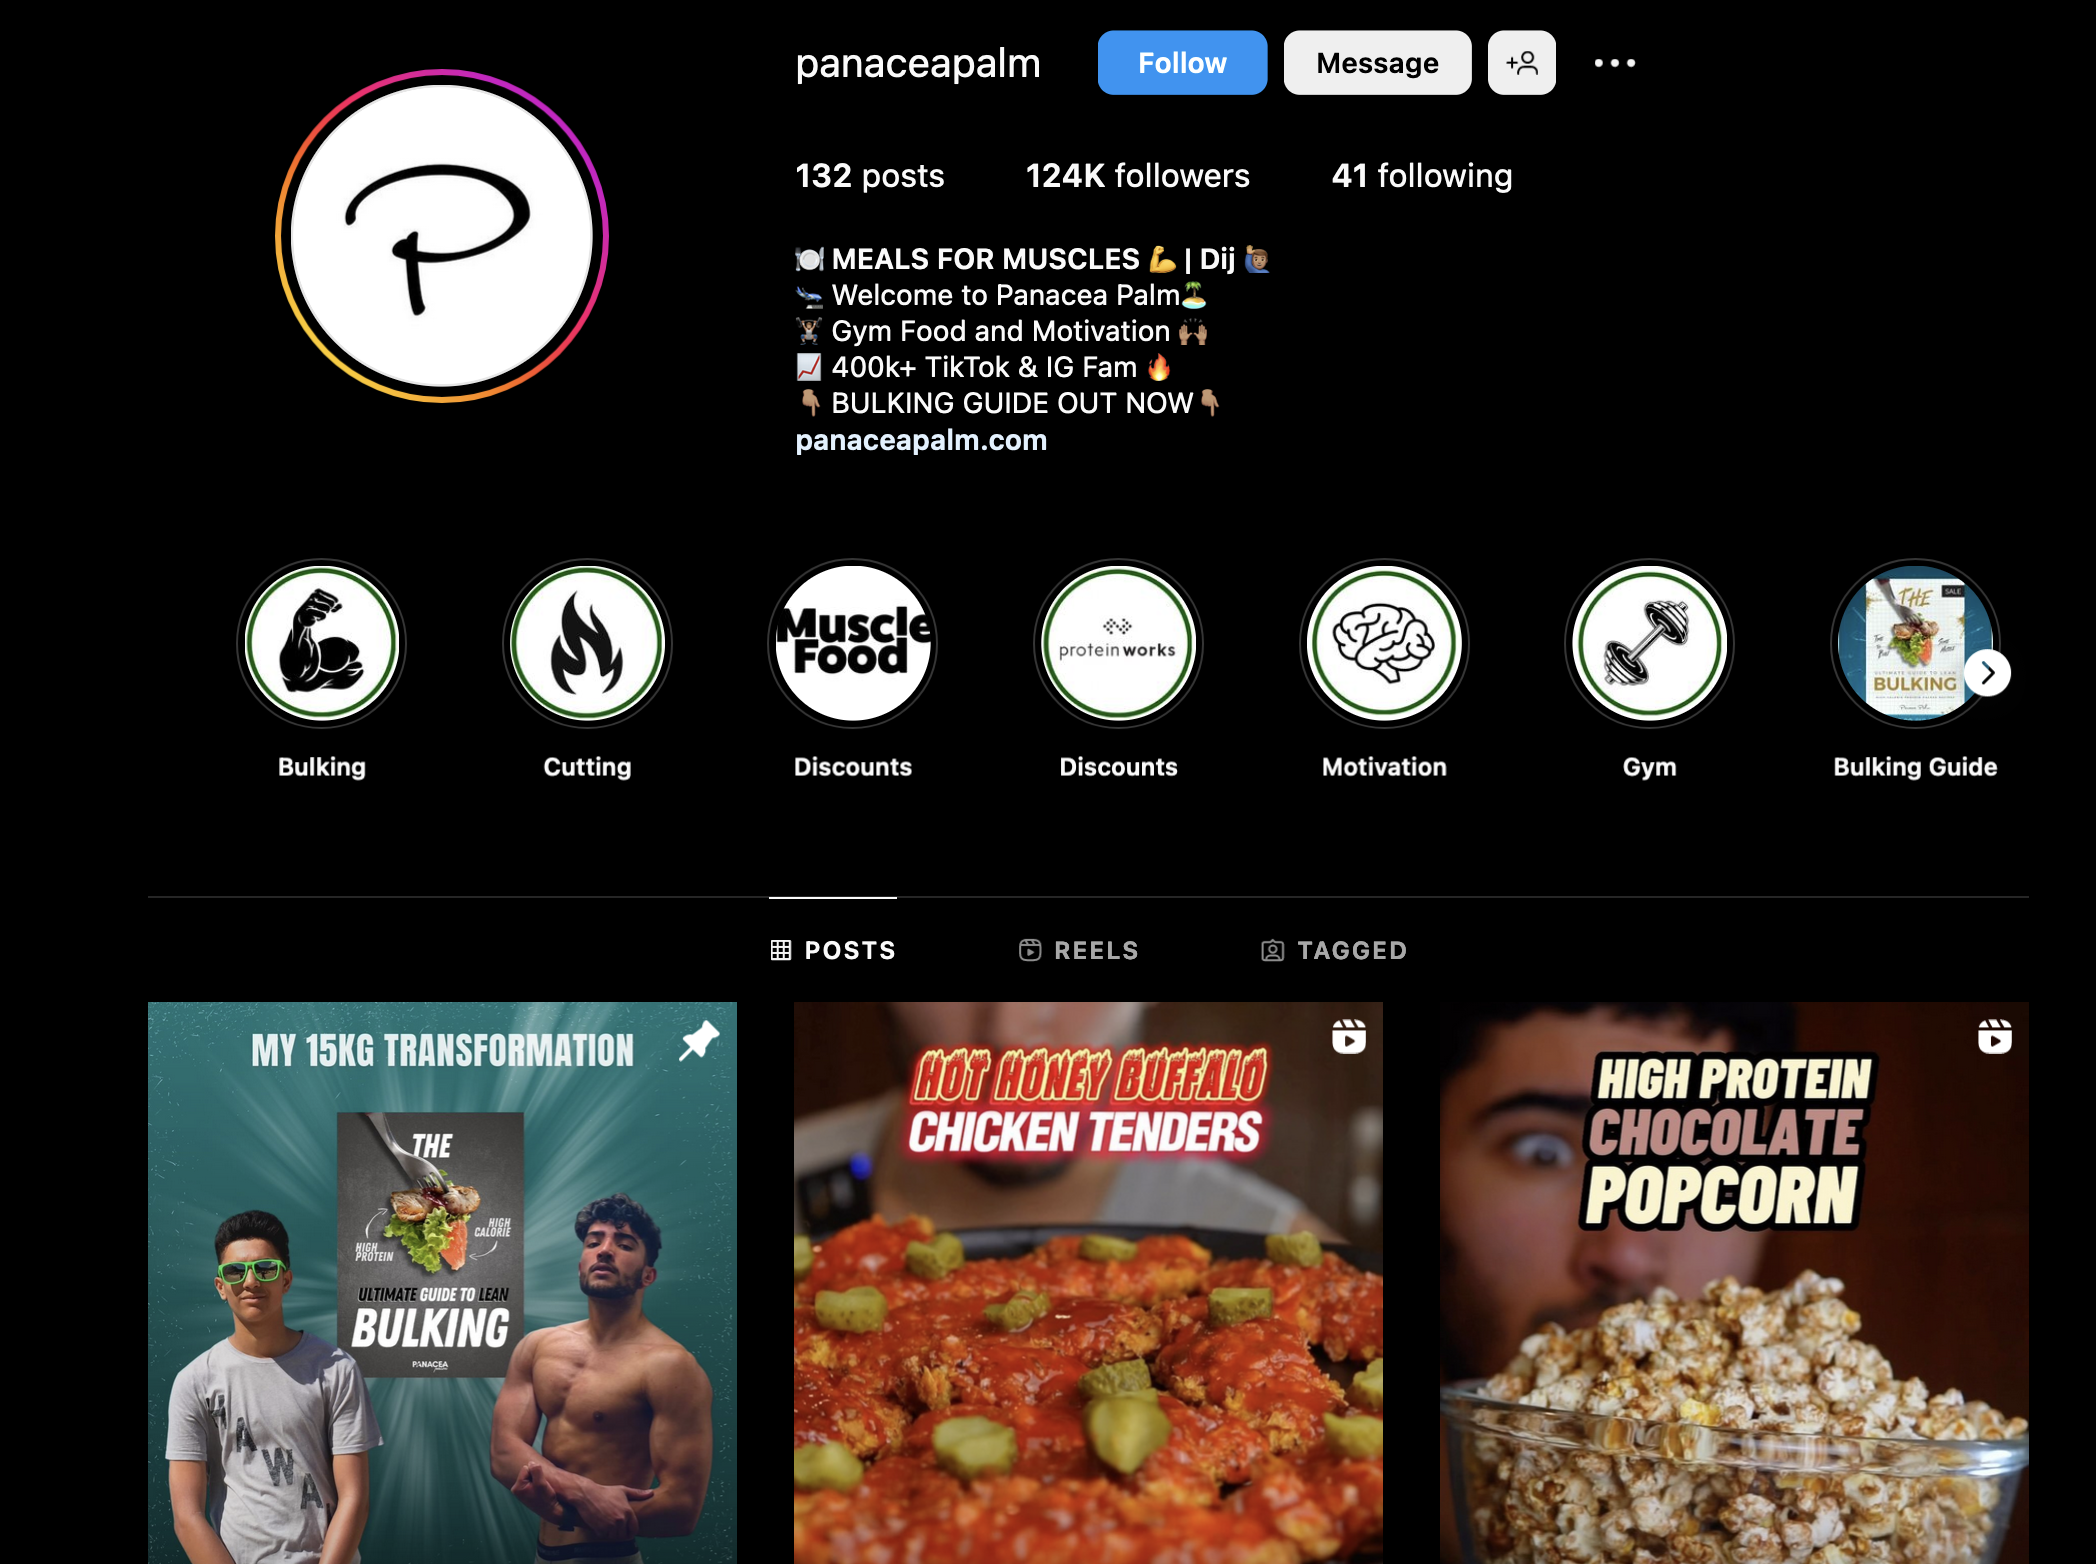 panaceapalm Follow Message
132 posts 124K followers 41 following
🍽️ MEALS FOR MUSCLES 💪 | Dij 🙋🏽‍♂️
🛬 Welcome to Panacea Palm🏝️
🏋🏽‍♂️ Gym Food and Motivation 🙌🏽
📈 400k+ TikTok & IG Fam 🔥
👇🏽 BULKING GUIDE OUT NOW👇🏽
panaceapalm.com
Muscle
Food
protein works
SALE
THE
BULKING
Bulking Cutting Discounts Discounts Motivation Gym Bulking Guide
POSTS REELS TAGGED
MY 15KG TRANSFORMATION
THE
HIGH
PROTEIN
HIGH
CALORIE
ULTIMATE GUIDE TO LEAN
BULKING
PANACEA
HAWA
HOT HONEY BUFFALO
CHICKEN TENDERS
HIGH PROTEIN
CHOCOLATE
POPCORN